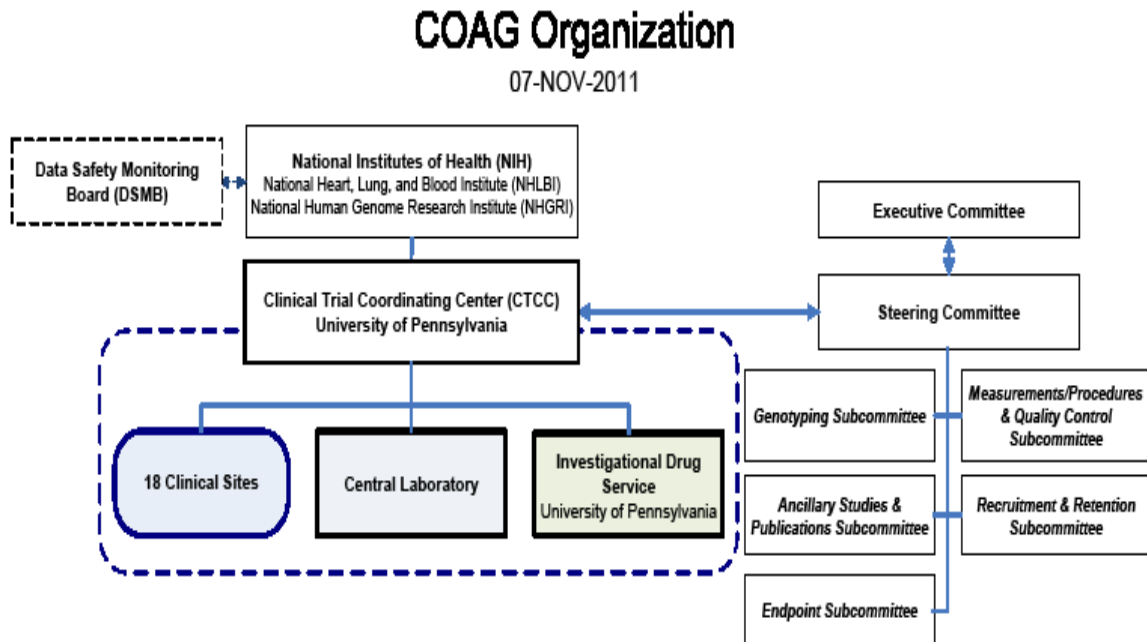 COAG Organization
07-NOV-2011
Data Safety Monitoring
Board (DSMB)
National Institutes of Health (NIH)
National Heart, Lung, and Blood Institute (NHLBI)
National Human Genome Research Institute (NHGRI)
Executive Committee
Clinical Trial Coordinating Center (CTCC)
University of Pennsylvania
Steering Committee
18 Clinical Sites
Central Laboratory
Investigational Drug
Service
University of Pennsylvania
Genotyping Subcommittee
Measurements/Procedures
& Quality Control
Subcommittee
Ancillary Studies &
Publications Subcommittee
Recruitment & Retention
Subcommittee
Endpoint Subcommittee